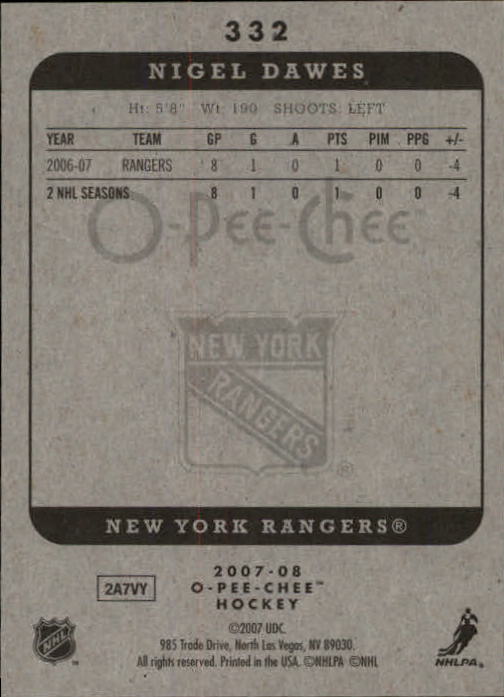 332
NIGEL DAWES
Ht: 5'8" Wt: 190 SHOOTS: LEFT
YEAR TEAM GP G A PTS PIM PPG +/-
2006-07 RANGERS 8 1 0 1 0 0 -4
2 NHL SEASONS 8 1 0 1 0 0 -4
O-Pee-Chee™
NEW YORK
RANGERS
®
NEW YORK RANGERS®
2007-08
2A7VY O-PEE-CHEE™
HOCKEY
©2007 UDC.
985 Trade Drive, North Las Vegas, NV 89030.
All rights reserved. Printed in the USA. ©NHLPA ©NHL
NHL™
NHLPA®